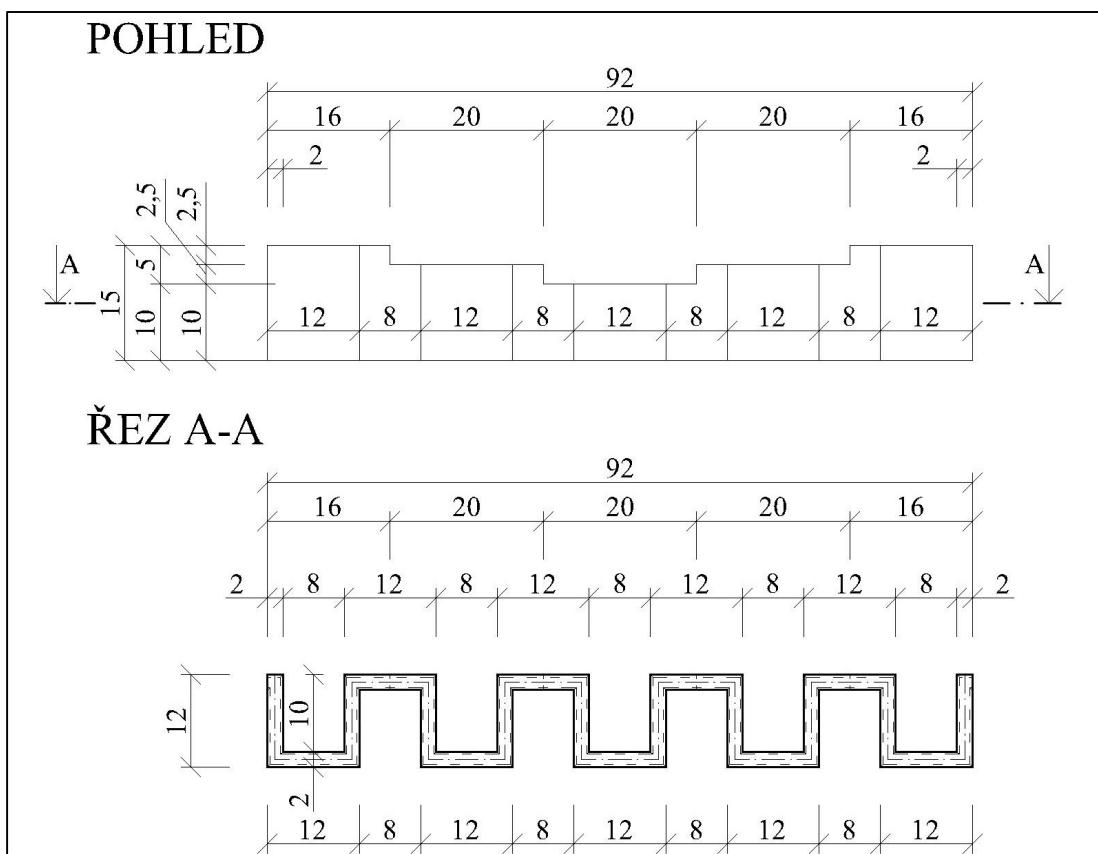 POHLED
92
16 20 20 20 16
2 2
2,5 2,5
A 15 5 A
10 10 12 8 12 8 12 8 12 8 12
ŘEZ A-A
92
16 20 20 20 16
2 8 12 8 12 8 12 8 12 8 2
12 10
2
12 8 12 8 12 8 12 8 12